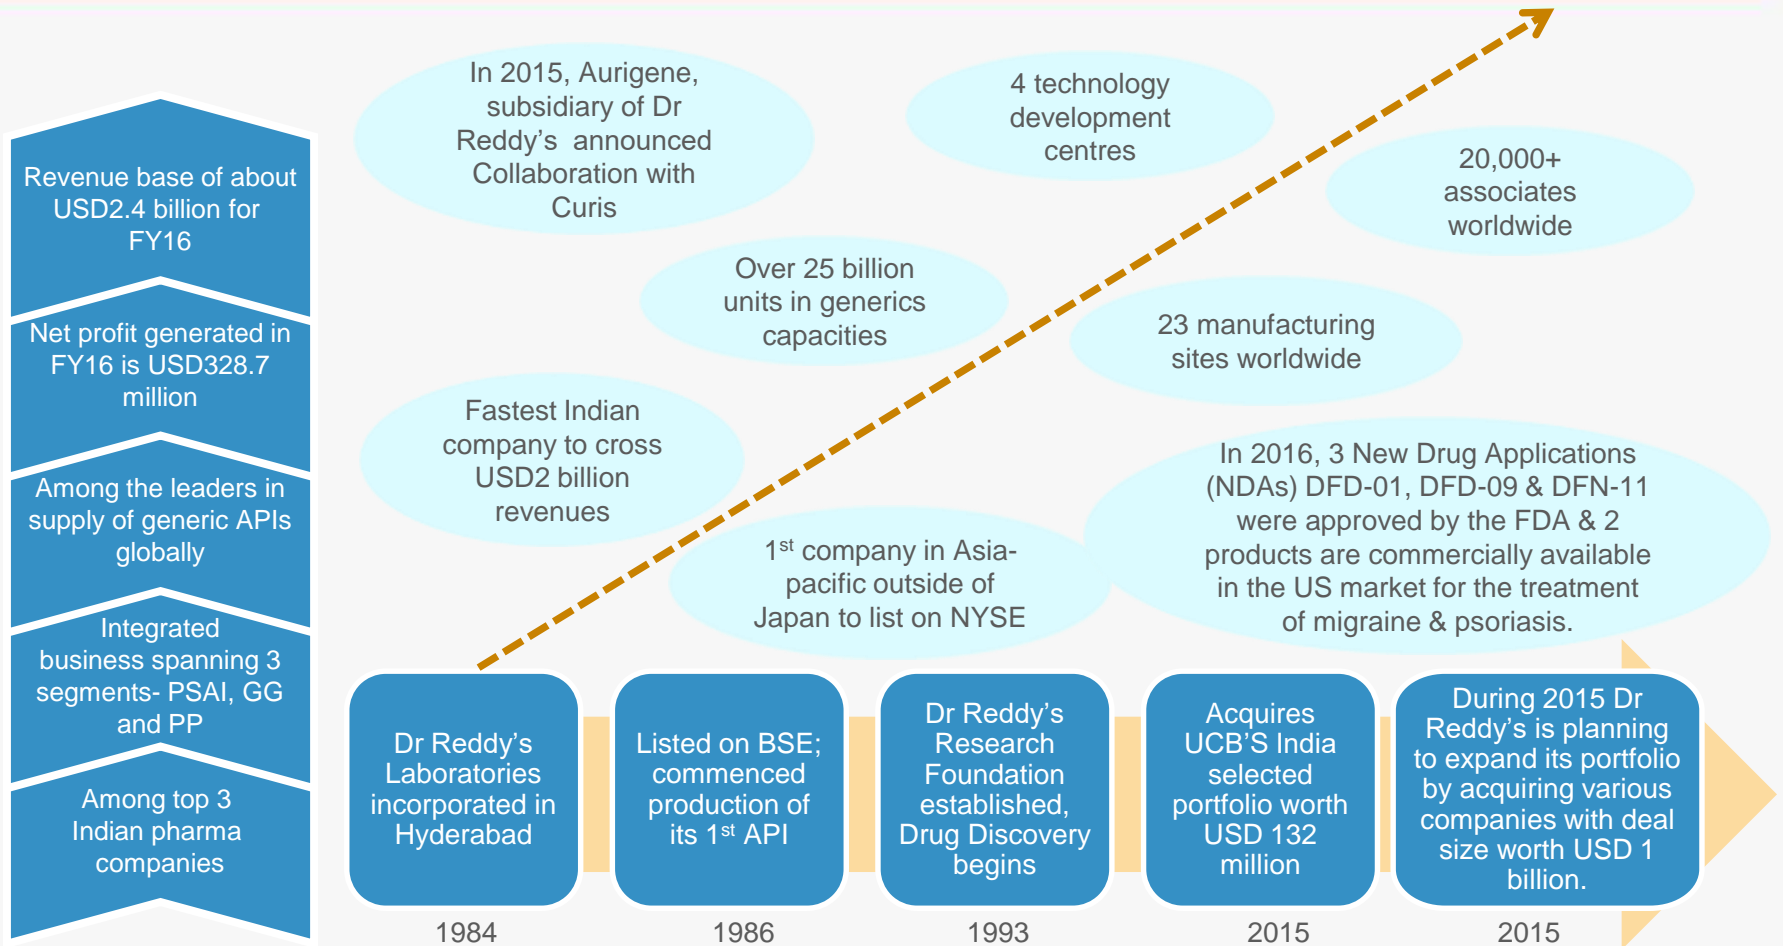 Revenue base of about
USD2.4 billion for
FY16
Net profit generated in
FY16 is USD328.7
million
Among the leaders in
supply of generic APIs
globally
Integrated
business spanning 3
segments- PSAI, GG
and PP
Among top 3
Indian pharma
companies
In 2015, Aurigene,
subsidiary of Dr
Reddy’s announced
Collaboration with
Curis
4 technology
development
centres
20,000+
associates
worldwide
Over 25 billion
units in generics
capacities
23 manufacturing
sites worldwide
Fastest Indian
company to cross
USD2 billion
revenues
1st company in Asia-
pacific outside of
Japan to list on NYSE
In 2016, 3 New Drug Applications
(NDAs) DFD-01, DFD-09 & DFN-11
were approved by the FDA & 2
products are commercially available
in the US market for the treatment
of migraine & psoriasis.
Dr Reddy’s
Laboratories
incorporated in
Hyderabad
Listed on BSE;
commenced
production of
its 1st API
Dr Reddy’s
Research
Foundation
established,
Drug Discovery
begins
Acquires
UCB’S India
selected
portfolio worth
USD 132
million
During 2015 Dr
Reddy’s is planning
to expand its portfolio
by acquiring various
companies with deal
size worth USD 1
billion.
1984
1986
1993
2015
2015